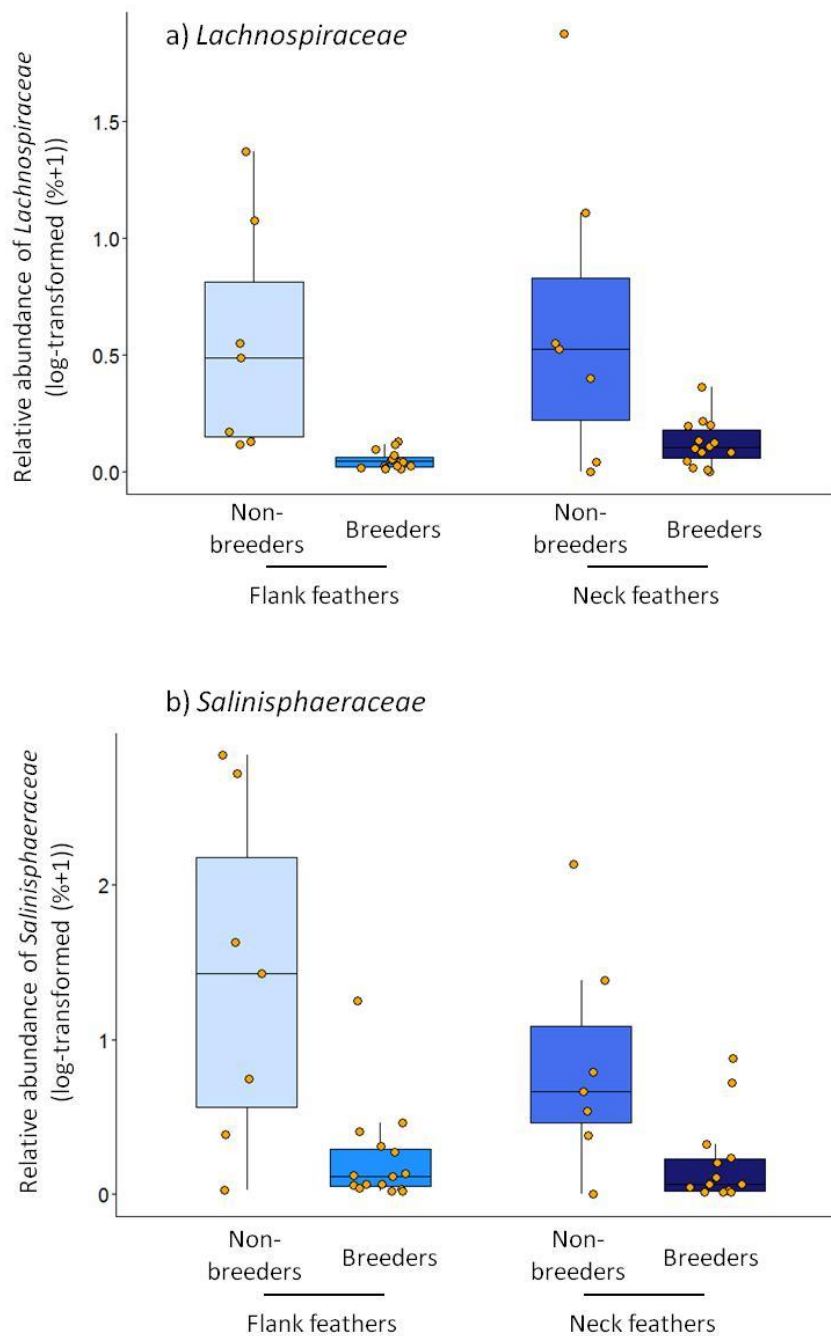 a) Lachnospiraceae
Relative abundance of Lachnospiraceae
(log-transformed (%+1))
1.5
1.0
0.5
0.0
Non-
breeders
Breeders
Non-
breeders
Breeders
Flank feathers
Neck feathers
b) Salinisphaeraceae
Relative abundance of Salinisphaeraceae
(log-transformed (%+1))
2
1
0
Non-
breeders
Breeders
Non-
breeders
Breeders
Flank feathers
Neck feathers